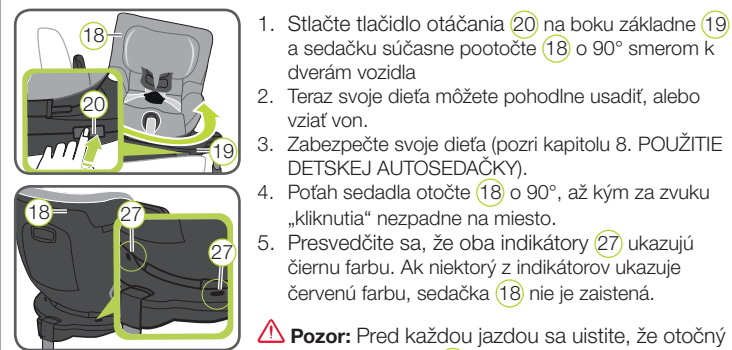 18
20
19
18
27
27
1. Stlačte tlačidlo otáčania 20 na boku základne 19
a sedačku súčasne pootočte 18 o 90° smerom k
dverám vozidla
2. Teraz svoje dieťa môžete pohodlne usadiť, alebo
vziať von.
3. Zabezpečte svoje dieťa (pozri kapitolu 8. POUŽITIE
DETSKEJ AUTOSEDAČKY).
4. Poťah sedadla otočte 18 o 90°, až kým za zvuku
„kliknutia“ nezpadne na miesto.
5. Presvedčite sa, že oba indikátory 27 ukazujú
čiernu farbu. Ak niektorý z indikátorov ukazuje
červenú farbu, sedačka 18 nie je zaistená.
Pozor: Pred každou jazdou sa uistite, že otočný